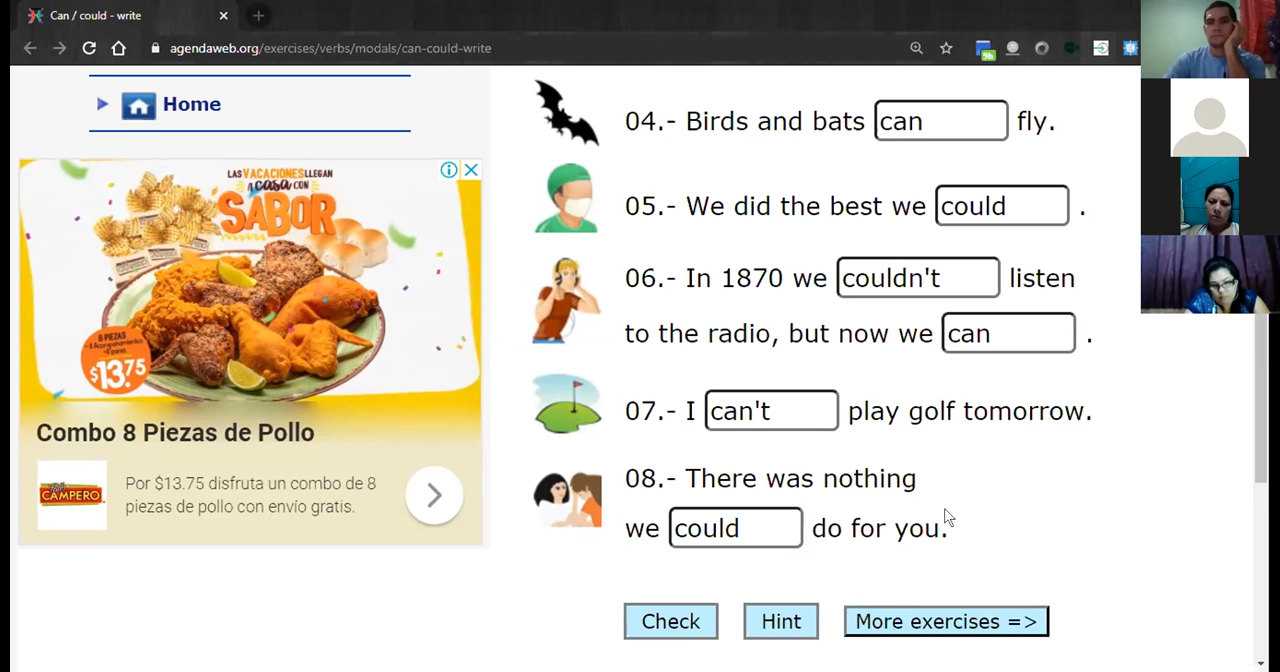 Can / could - write
agendaweb.org/exercises/verbs/modals/can-could-write
9h
Home
LAS VACACIONES LLEGAN
A casa CON
SABOR
8 PIEZAS
$13.75
Combo 8 Piezas de Pollo
CAMPERO
Por $13.75 disfruta un combo de 8
piezas de pollo con envío gratis.
04.- Birds and bats can fly.
05.- We did the best we could .
06.- In 1870 we couldn't listen
to the radio, but now we can .
07.- I can't play golf tomorrow.
08.- There was nothing
we could do for you.
Check Hint More exercises =>